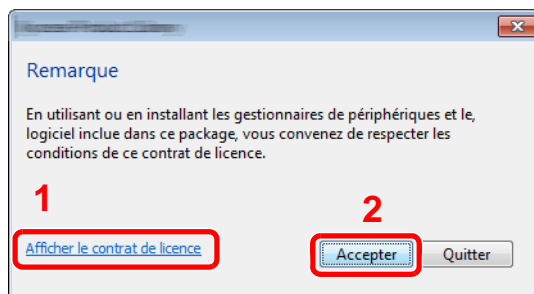 Remarque
En utilisant ou en installant les gestionnaires de périphériques et le,
logiciel inclue dans ce package, vous convenez de respecter les
conditions de ce contrat de licence.
1
2
Afficher le contrat de licence
Accepter
Quitter